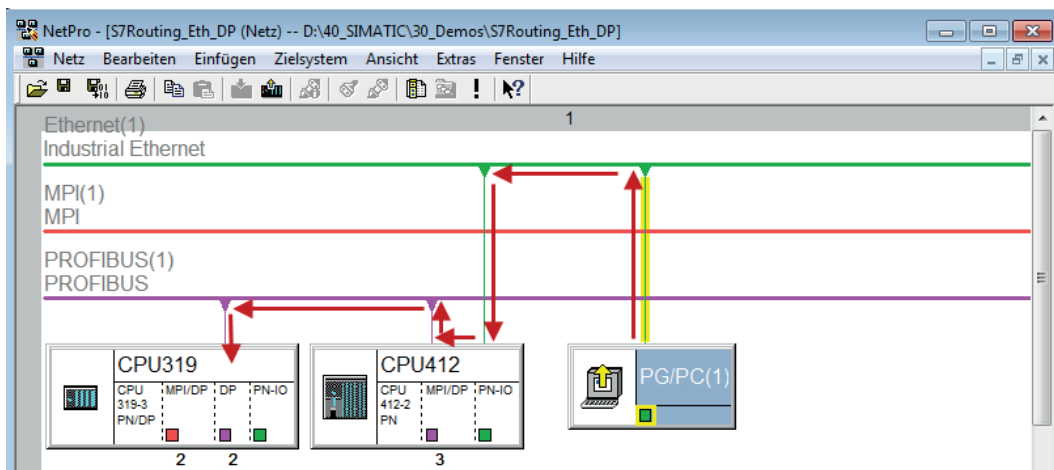 NetPro - [S7Routing_Eth_DP (Netz) -- D:\40_SIMATIC\30_Demos\S7Routing_Eth_DP]
Netz Bearbeiten Einfügen Zielsystem Ansicht Extras Fenster Hilfe
1
Ethernet(1)
Industrial Ethernet
MPI(1)
MPI
PROFIBUS(1)
PROFIBUS
CPU319
CPU MPI/DP DP PN-IO
319-3
PN/DP
2 2
CPU412
CPU MPI/DP PN-IO
412-2
PN
3
PG/PC(1)